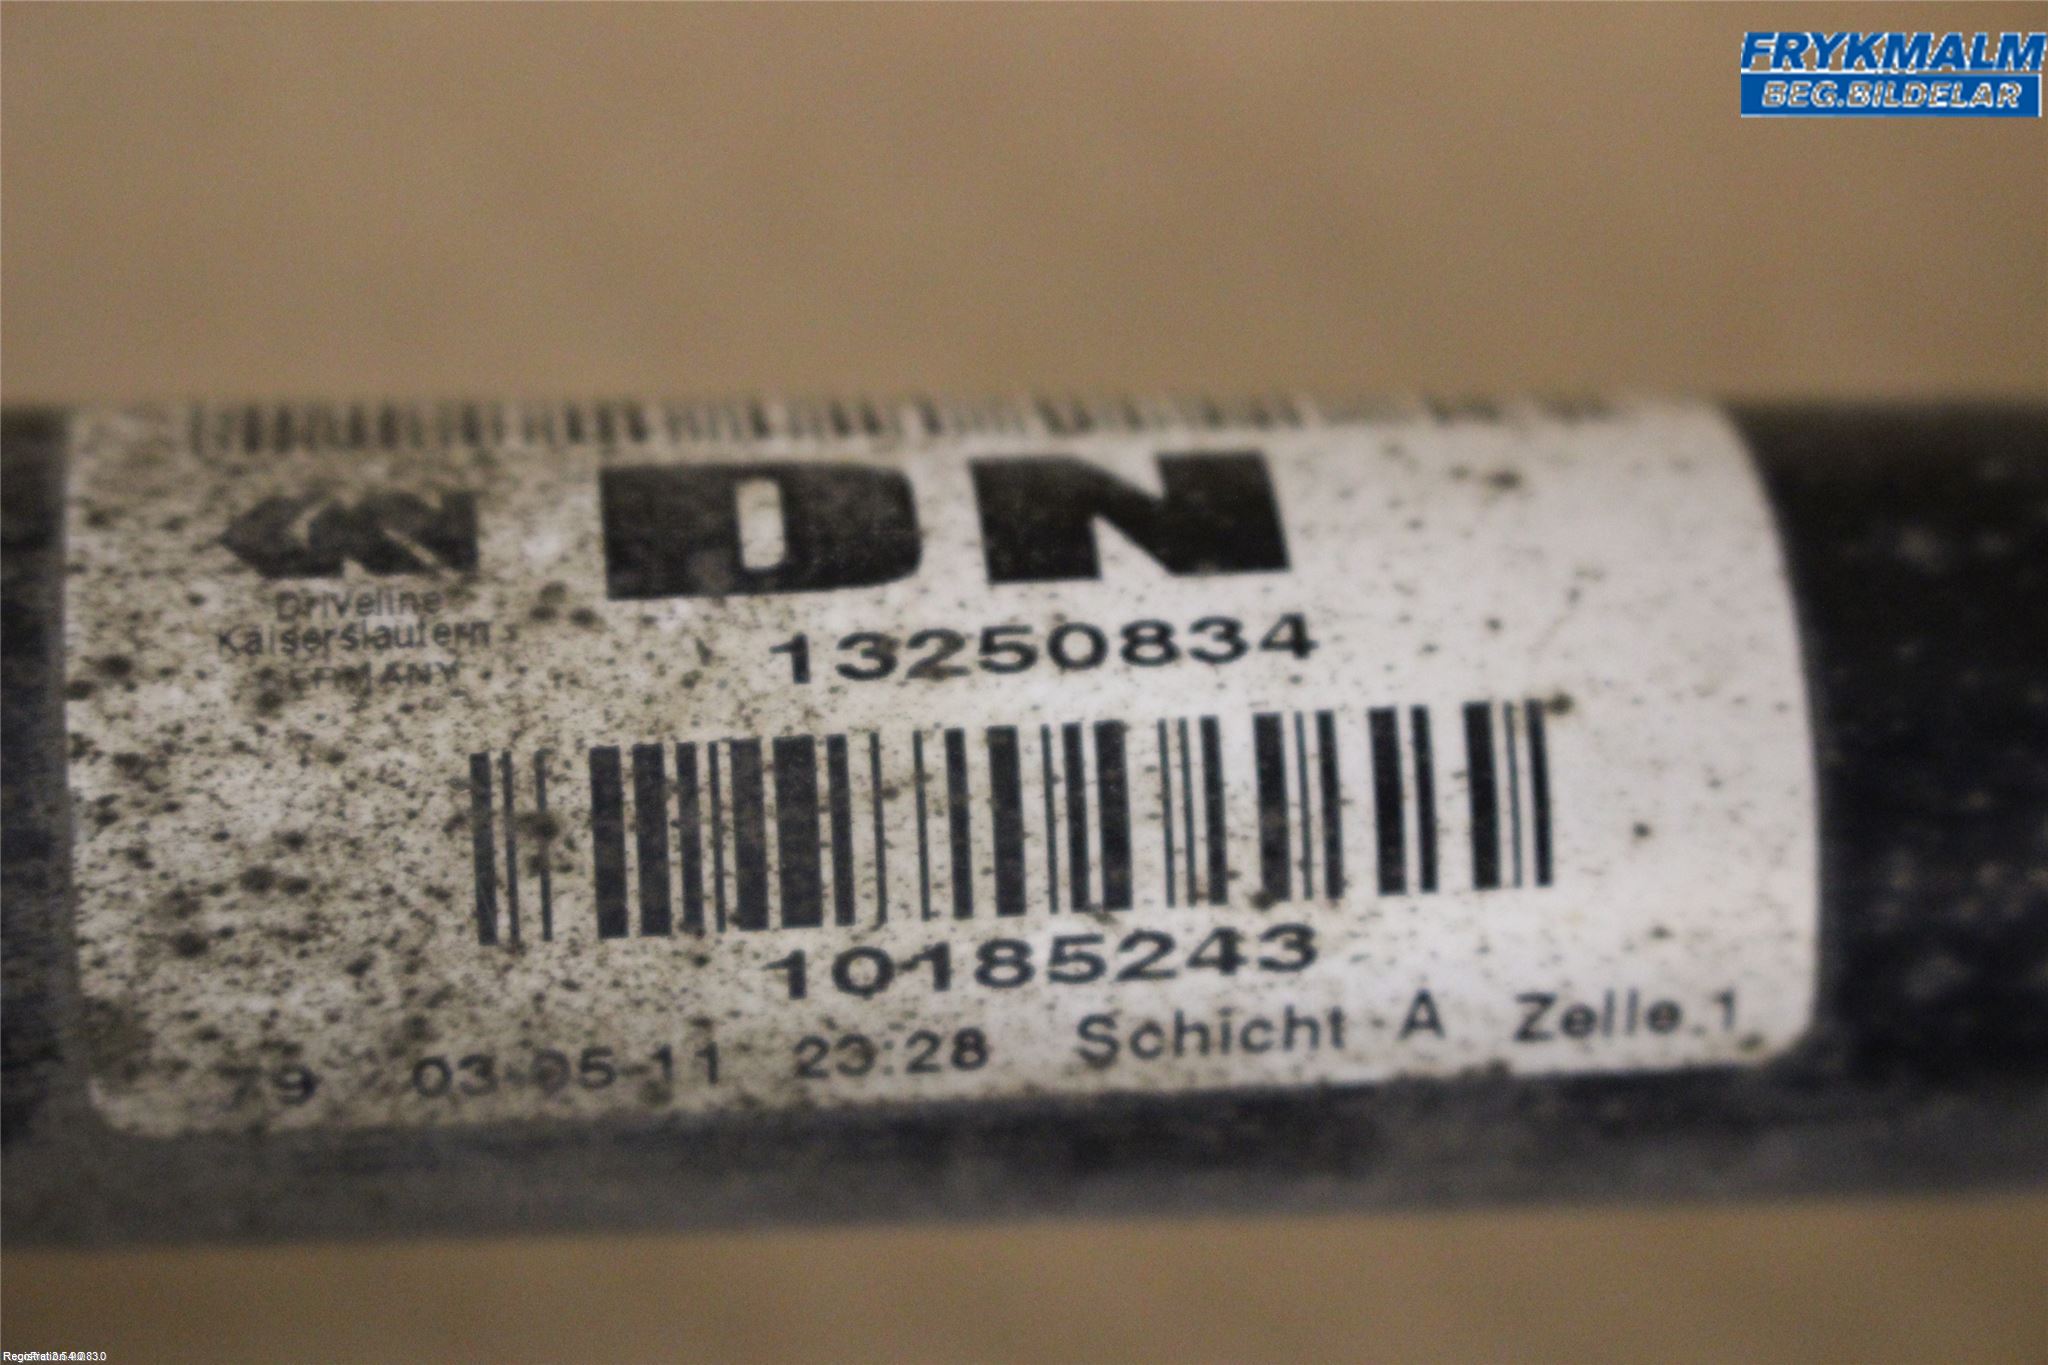 FRYKMALM
BEG.BILDELAR
DN
Driveline
Kaiserslautern
13250834
10185243
79 03-05-11 23:28 Schicht A Zelle 1